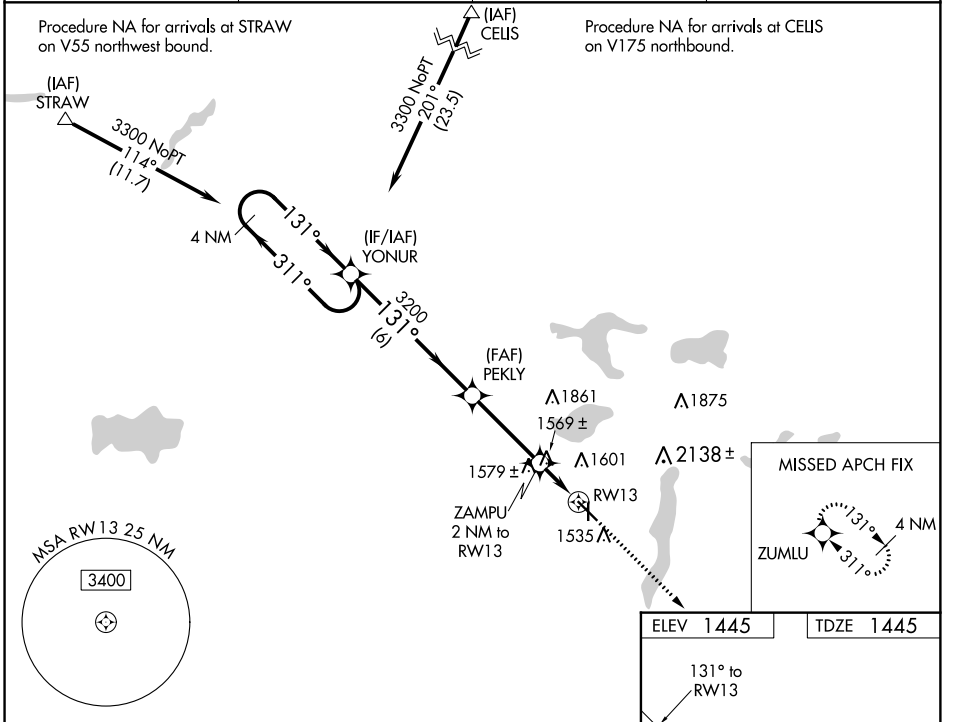 Procedure NA for arrivals at STRAW
on V55 northwest bound.
(IAF)
CELIS
Procedure NA for arrivals at CELIS
on V175 northbound.
(IAF)
STRAW
3300 NoPT
114°
(11.7)
3300 NoPT
201°
(23.5)
4 NM
131°
311°
(IF/IAF)
YONUR
3200
131°
(6)
(FAF)
PEKLY
1861
1875
1569 ±
1579 ±
1601
2138 ±
ZAMPU
2 NM to
RW13
RW13
1535
MISSED APCH FIX
131°
4 NM
ZUMLU
311°
MSA RW 13 25 NM
3400
ELEV 1445
TDZE 1445
131° to
RW13